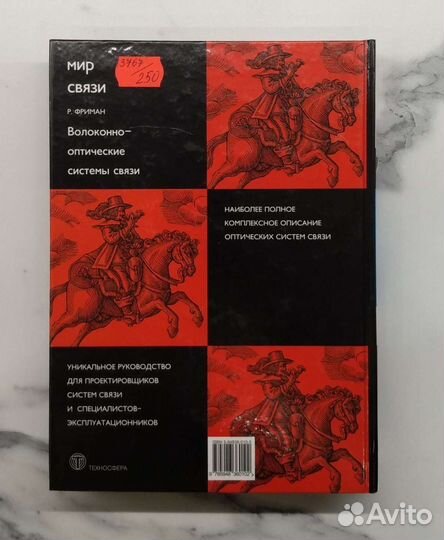 3767
250
мир
связи
Р. ФРИМАН
Волоконно-
оптические
системы связи
НАИБОЛЕЕ ПОЛНОЕ
КОМПЛЕКСНОЕ ОПИСАНИЕ
ОПТИЧЕСКИХ СИСТЕМ СВЯЗИ
УНИКАЛЬНОЕ РУКОВОДСТВО
ДЛЯ ПРОЕКТИРОВЩИКОВ
СИСТЕМ СВЯЗИ
И СПЕЦИАЛИСТОВ-
ЭКСПЛУАТАЦИОННИКОВ
ТЕХНОСФЕРА
Avito